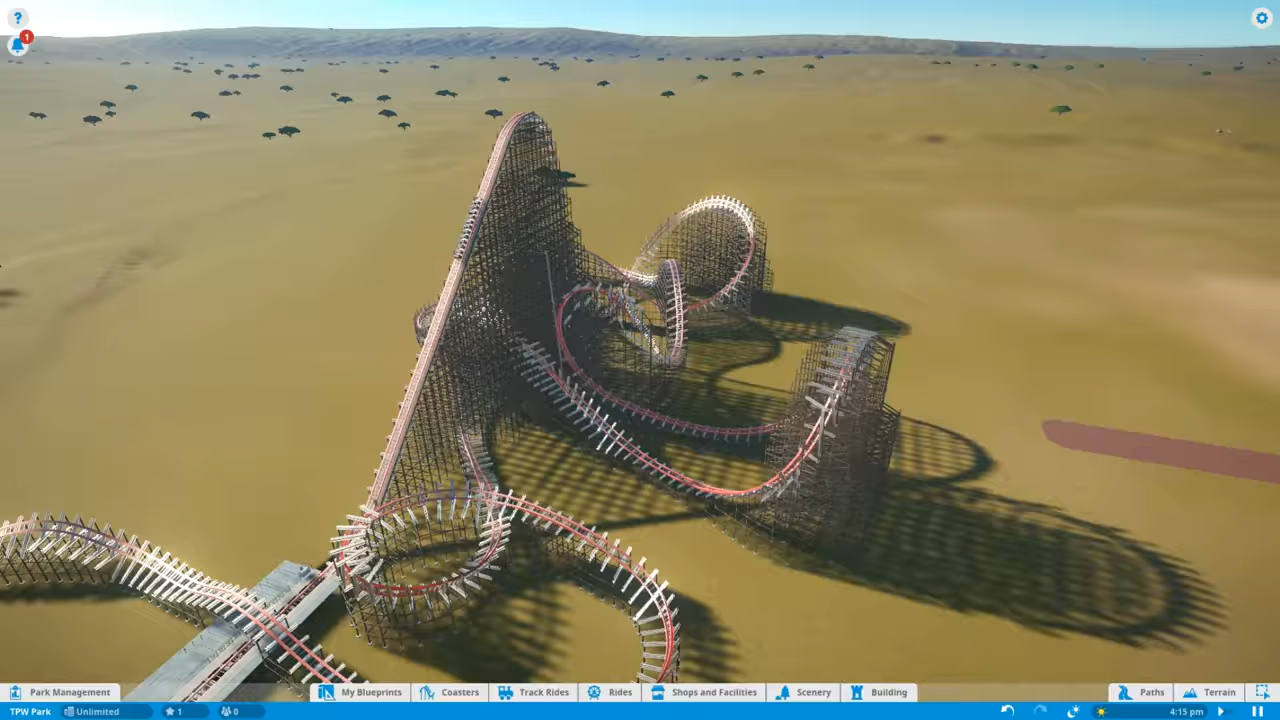 ?
1
Park Management
My Blueprints
Coasters
Track Rides
Rides
Shops and Facilities
Scenery
Building
Paths
Terrain
TPW Park
Unlimited
1
0
4:15 pm